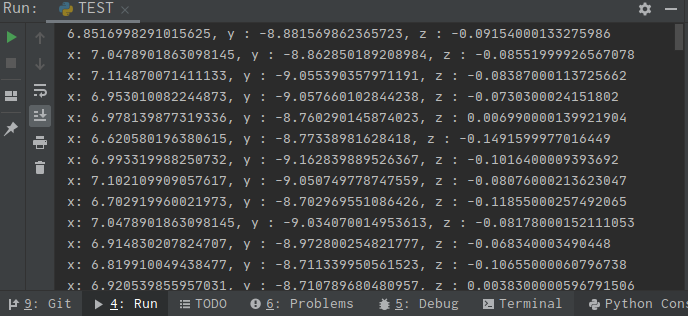 Run: TEST
6.8516998291015625, y : -8.881569862365723, z : -0.09154000133275986
x: 7.0478901863098145, y : -8.862850189208984, z : -0.08551999926567078
x: 7.114870071411133, y : -9.055390357971191, z : -0.08387000113725662
x: 6.953010082244873, y : -9.057660102844238, z : -0.0730300024151802
x: 6.978139877319336, y : -8.760290145874023, z : 0.006990000139921904
x: 6.620580196380615, y : -8.77338981628418, z : -0.1491599977016449
x: 6.993319988250732, y : -9.162839889526367, z : -0.1016400009393692
x: 7.102109909057617, y : -9.050749778747559, z : -0.08076000213623047
x: 6.702919960021973, y : -8.702969551086426, z : -0.11855000257492065
x: 7.0478901863098145, y : -9.034070014953613, z : -0.08178000152111053
x: 6.914830207824707, y : -8.972800254821777, z : -0.068340003490448
x: 6.819910049438477, y : -8.711339950561523, z : -0.10655000060796738
x: 6.920539855957031, y : -8.710789680480957, z : 0.0038300000596791506
9: Git 4: Run TODO 6: Problems 5: Debug Terminal Python Cons